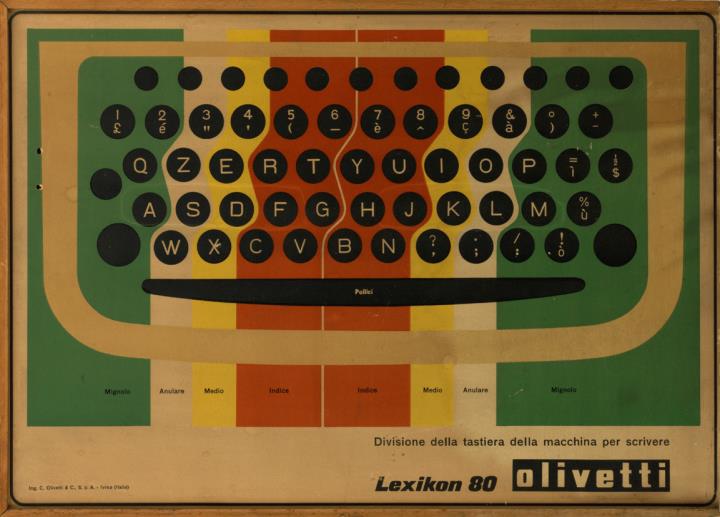 1 2 3 4 5 6 7 8 9 & ° +
£ é " ' ( _ è ^ ç à ) -
Q Z E R T Y U I O P = ì $
A S D F G H J K L M % ù
W X C V B N ? , ; : / . ! ò
Pollici
Mignolo Anulare Medio Indice Indice Medio Anulare Mignolo
Divisione della tastiera della macchina per scrivere
Lexikon 80 olivetti
Ing. C. Olivetti & C., S. p. A. - Ivrea (Italia)